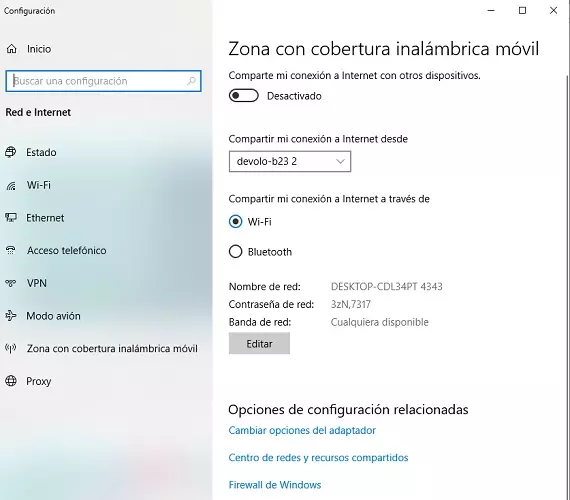 Configuración
Inicio
Buscar una configuración
Red e Internet
Estado
Wi-Fi
Ethernet
Acceso telefónico
VPN
Modo avión
Zona con cobertura inalámbrica móvil
Proxy
Zona con cobertura inalámbrica móvil
Comparte mi conexión a Internet con otros dispositivos.
Desactivado
Compartir mi conexión a Internet desde
devolo-b23 2
Compartir mi conexión a Internet a través de
Wi-Fi
Bluetooth
Nombre de red: DESKTOP-CDL34PT 4343
Contraseña de red: 3zN,7317
Banda de red: Cualquiera disponible
Editar
Opciones de configuración relacionadas
Cambiar opciones del adaptador
Centro de redes y recursos compartidos
Firewall de Windows